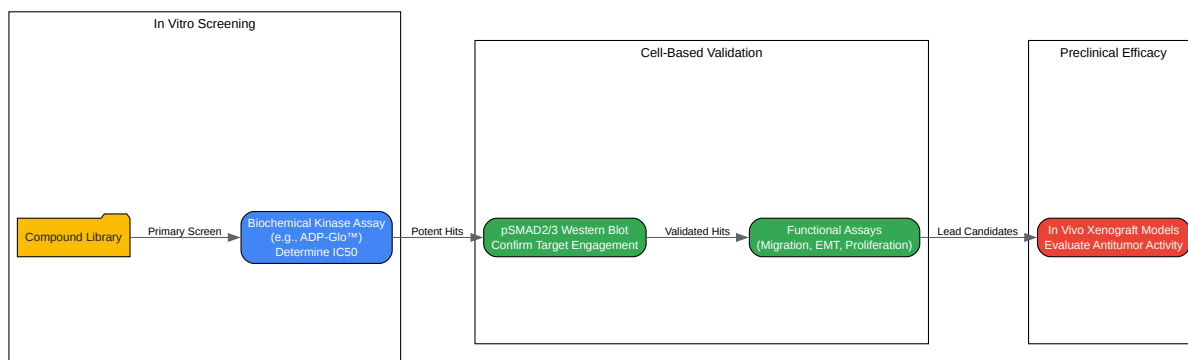 In Vitro Screening
Cell-Based Validation
Preclinical Efficacy
Compound Library
Primary Screen
Biochemical Kinase Assay
(e.g., ADP-Glo™)
Determine IC50
Potent Hits
pSMAD2/3 Western Blot
Confirm Target Engagement
Validated Hits
Functional Assays
(Migration, EMT, Proliferation)
Lead Candidates
In Vivo Xenograft Models
Evaluate Antitumor Activity